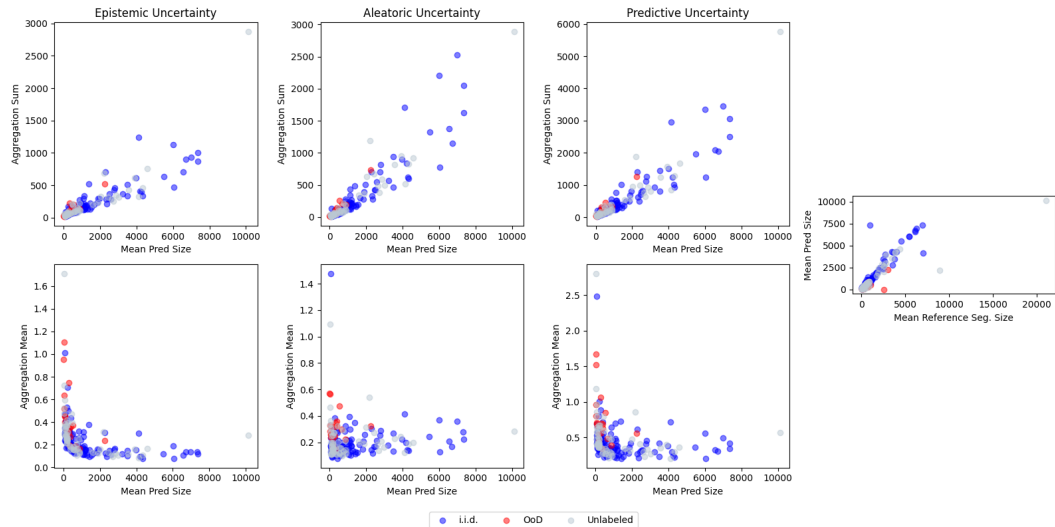 Epistemic Uncertainty
Aleatoric Uncertainty
Predictive Uncertainty
3000
2500
2000
1500
1000
500
0
Aggregation Sum
0 2000 4000 6000 8000 10000
Mean Pred Size
3000
2500
2000
1500
1000
500
0
Aggregation Sum
0 2000 4000 6000 8000 10000
Mean Pred Size
6000
5000
4000
3000
2000
1000
0
Aggregation Sum
0 2000 4000 6000 8000 10000
Mean Pred Size
10000
7500
5000
2500
0
Mean Pred Size
0 5000 10000 15000 20000
Mean Reference Seg. Size
1.6
1.4
1.2
1.0
0.8
0.6
0.4
0.2
0.0
Aggregation Mean
0 2000 4000 6000 8000 10000
Mean Pred Size
1.4
1.2
1.0
0.8
0.6
0.4
0.2
Aggregation Mean
0 2000 4000 6000 8000 10000
Mean Pred Size
2.5
2.0
1.5
1.0
0.5
Aggregation Mean
0 2000 4000 6000 8000 10000
Mean Pred Size
i.i.d. OoD Unlabeled